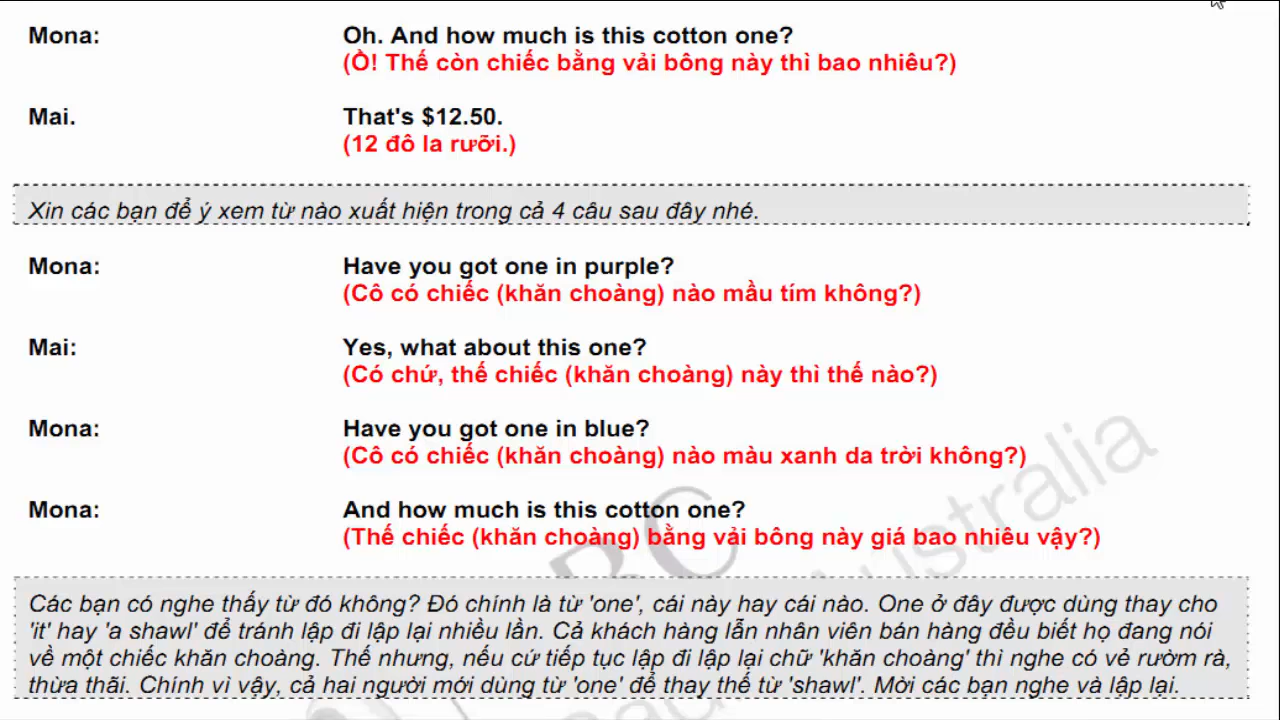 Mona: Oh. And how much is this cotton one?
(Ồ! Thế còn chiếc bằng vải bông này thì bao nhiêu?)
Mai. That's $12.50.
(12 đô la rưỡi.)
Xin các bạn để ý xem từ nào xuất hiện trong cả 4 câu sau đây nhé.
Mona: Have you got one in purple?
(Cô có chiếc (khăn choàng) nào mầu tím không?)
Mai: Yes, what about this one?
(Có chứ, thế chiếc (khăn choàng) này thì thế nào?)
Mona: Have you got one in blue?
(Cô có chiếc (khăn choàng) nào màu xanh da trời không?)
Mona: And how much is this cotton one?
(Thế chiếc (khăn choàng) bằng vải bông này giá bao nhiêu vậy?)
Các bạn có nghe thấy từ đó không? Đó chính là từ 'one', cái này hay cái nào. One ở đây được dùng thay cho
'it' hay 'a shawl' để tránh lập đi lập lại nhiều lần. Cả khách hàng lẫn nhân viên bán hàng đều biết họ đang nói
về một chiếc khăn choàng. Thế nhưng, nếu cứ tiếp tục lập đi lập lại chữ 'khăn choàng' thì nghe có vẻ rườm rà,
thừa thãi. Chính vì vậy, cả hai người mới dùng từ 'one' để thay thế từ 'shawl'. Mời các bạn nghe và lập lại.
Australia